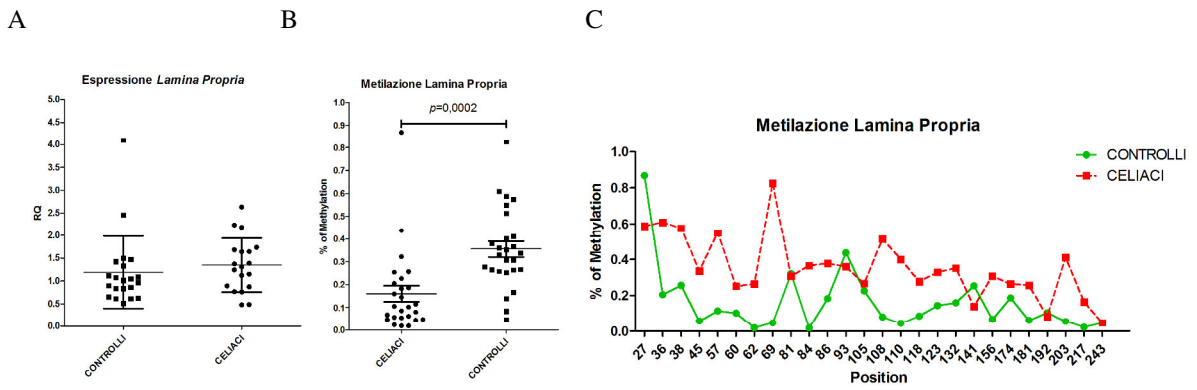 A
B
C
Espressione Lamina Propria
5.0
4.5
4.0
3.5
3.0
2.5
2.0
1.5
1.0
0.5
0.0
RQ
CONTROLLI
CELIACI
Metilazione Lamina Propria
p=0,0002
1.0
0.9
0.8
0.7
0.6
0.5
0.4
0.3
0.2
0.1
0.0
% of Methylation
CELIACI
CONTROLLI
Metilazione Lamina Propria
CONTROLLI
CELIACI
1.0
0.8
0.6
0.4
0.2
0.0
% of Methylation
27 36 38 45 57 60 62 69 81 84 86 93 105 108 110 118 123 132 141 156 174 181 192 203 217 243
Position